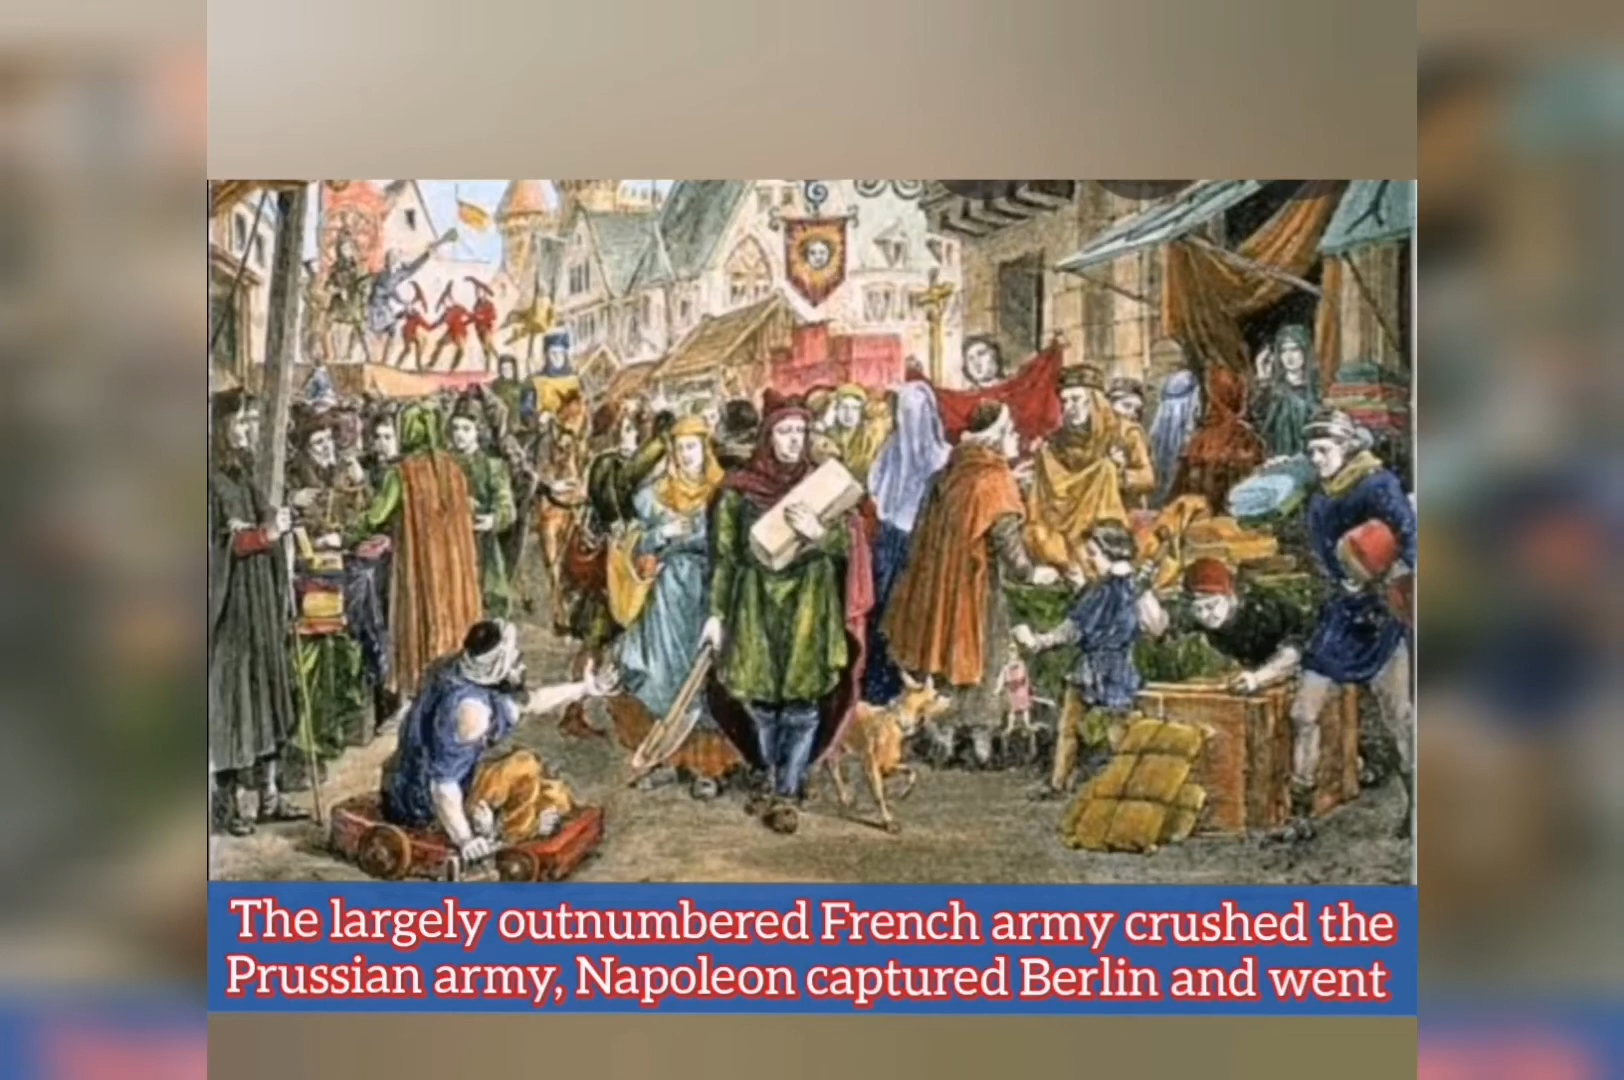 The largely outnumbered French army crushed the
Prussian army, Napoleon captured Berlin and went